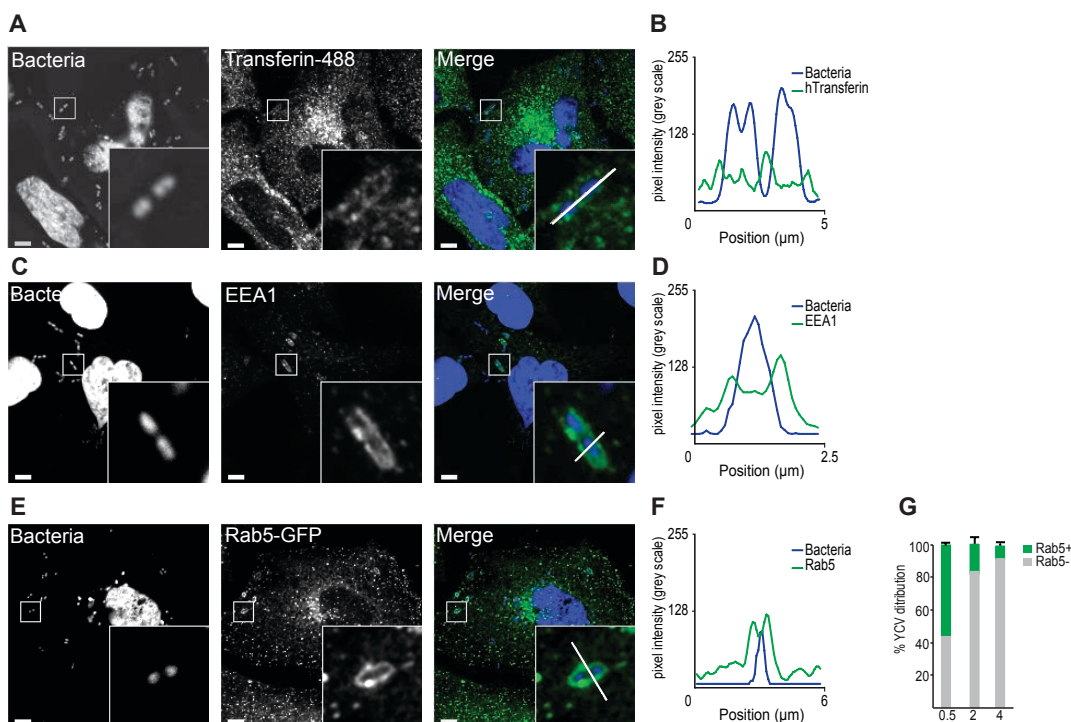 A
Bacteria
Transferin-488
Merge
B
255
128
0
5
pixel intensity (grey scale)
Position (µm)
Bacteria
hTransferin
C
Bacte
EEA1
Merge
D
255
128
0
2.5
pixel intensity (grey scale)
Position (µm)
Bacteria
EEA1
E
Bacteria
Rab5-GFP
Merge
F
255
128
0
6
pixel intensity (grey scale)
Position (µm)
Bacteria
Rab5
G
% YCV ditribution
100
80
60
40
20
0.5 2 4
Rab5+
Rab5-